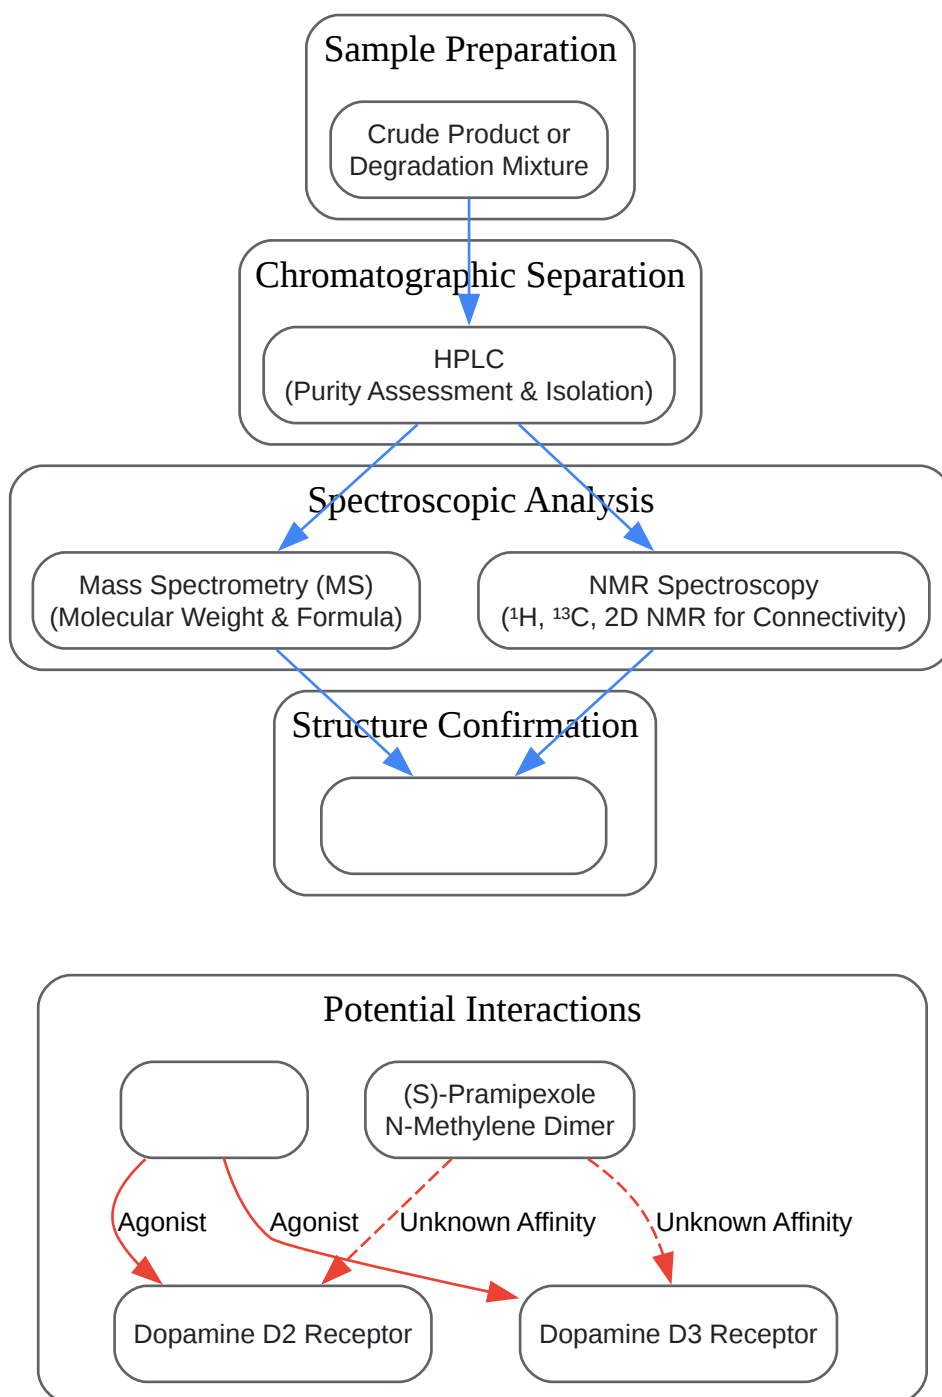 Sample Preparation
Crude Product or
Degradation Mixture
Chromatographic Separation
HPLC
(Purity Assessment & Isolation)
Spectroscopic Analysis
Mass Spectrometry (MS)
(Molecular Weight & Formula)
NMR Spectroscopy
(¹H, ¹³C, 2D NMR for Connectivity)
Structure Confirmation
Potential Interactions
(S)-Pramipexole
N-Methylene Dimer
Agonist
Agonist
Unknown Affinity
Unknown Affinity
Dopamine D2 Receptor
Dopamine D3 Receptor